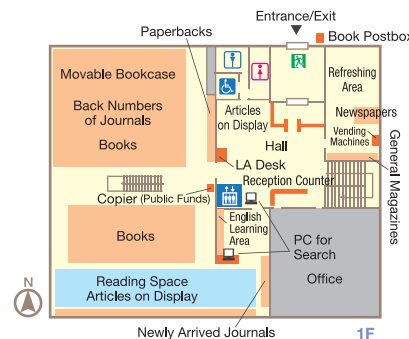 Entrance/Exit
Paperbacks
Book Postbox
Movable Bookcase
Back Numbers
of Journals
Books
Articles
on Display
Refreshing
Area
Newspapers
Vending
Machines
Hall
LA Desk
General Magazines
Reception Counter
Copier (Public Funds)
English
Learning
Area
PC for
Search
Books
Office
Reading Space
Articles on Display
N
Newly Arrived Journals
1F